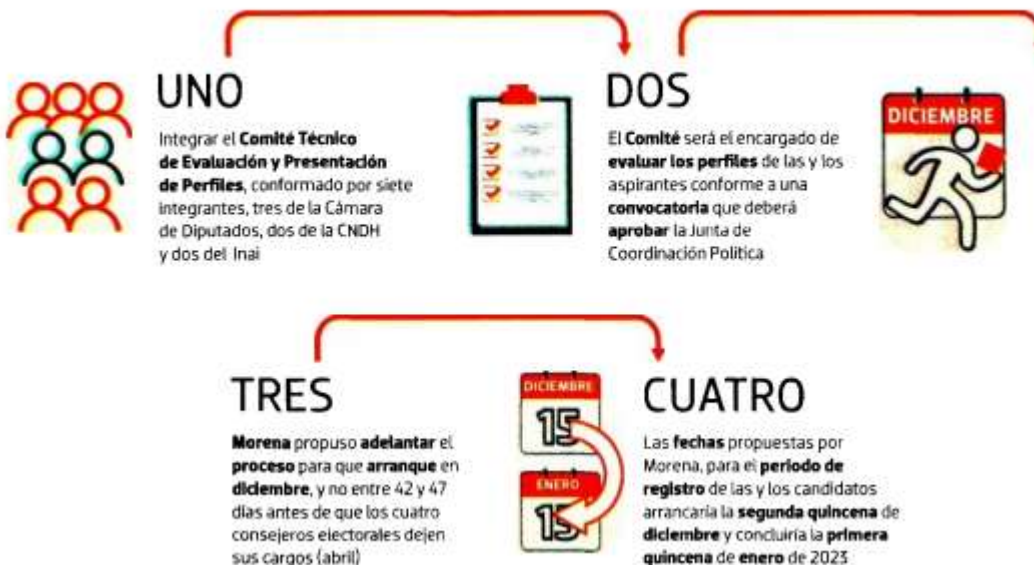 UNO
Integrar el Comité Técnico
de Evaluación y Presentación
de Perfiles, conformado por siete
integrantes, tres de la Cámara
de Diputados, dos de la CNDH
y dos del Inai
DOS
El Comité será el encargado de
evaluar los perfiles de las y los
aspirantes conforme a una
convocatoria que deberá
aprobar la Junta de
Coordinación Política
DICIEMBRE
TRES
Morena propuso adelantar el
proceso para que arranque en
diciembre, y no entre 42 y 47
días antes de que los cuatro
consejeros electorales dejen
sus cargos (abril)
DICIEMBRE
15
ENERO
15
CUATRO
Las fechas propuestas por
Morena, para el periodo de
registro de las y los candidatos
arrancaría la segunda quincena de
diciembre y concluiría la primera
quincena de enero de 2023